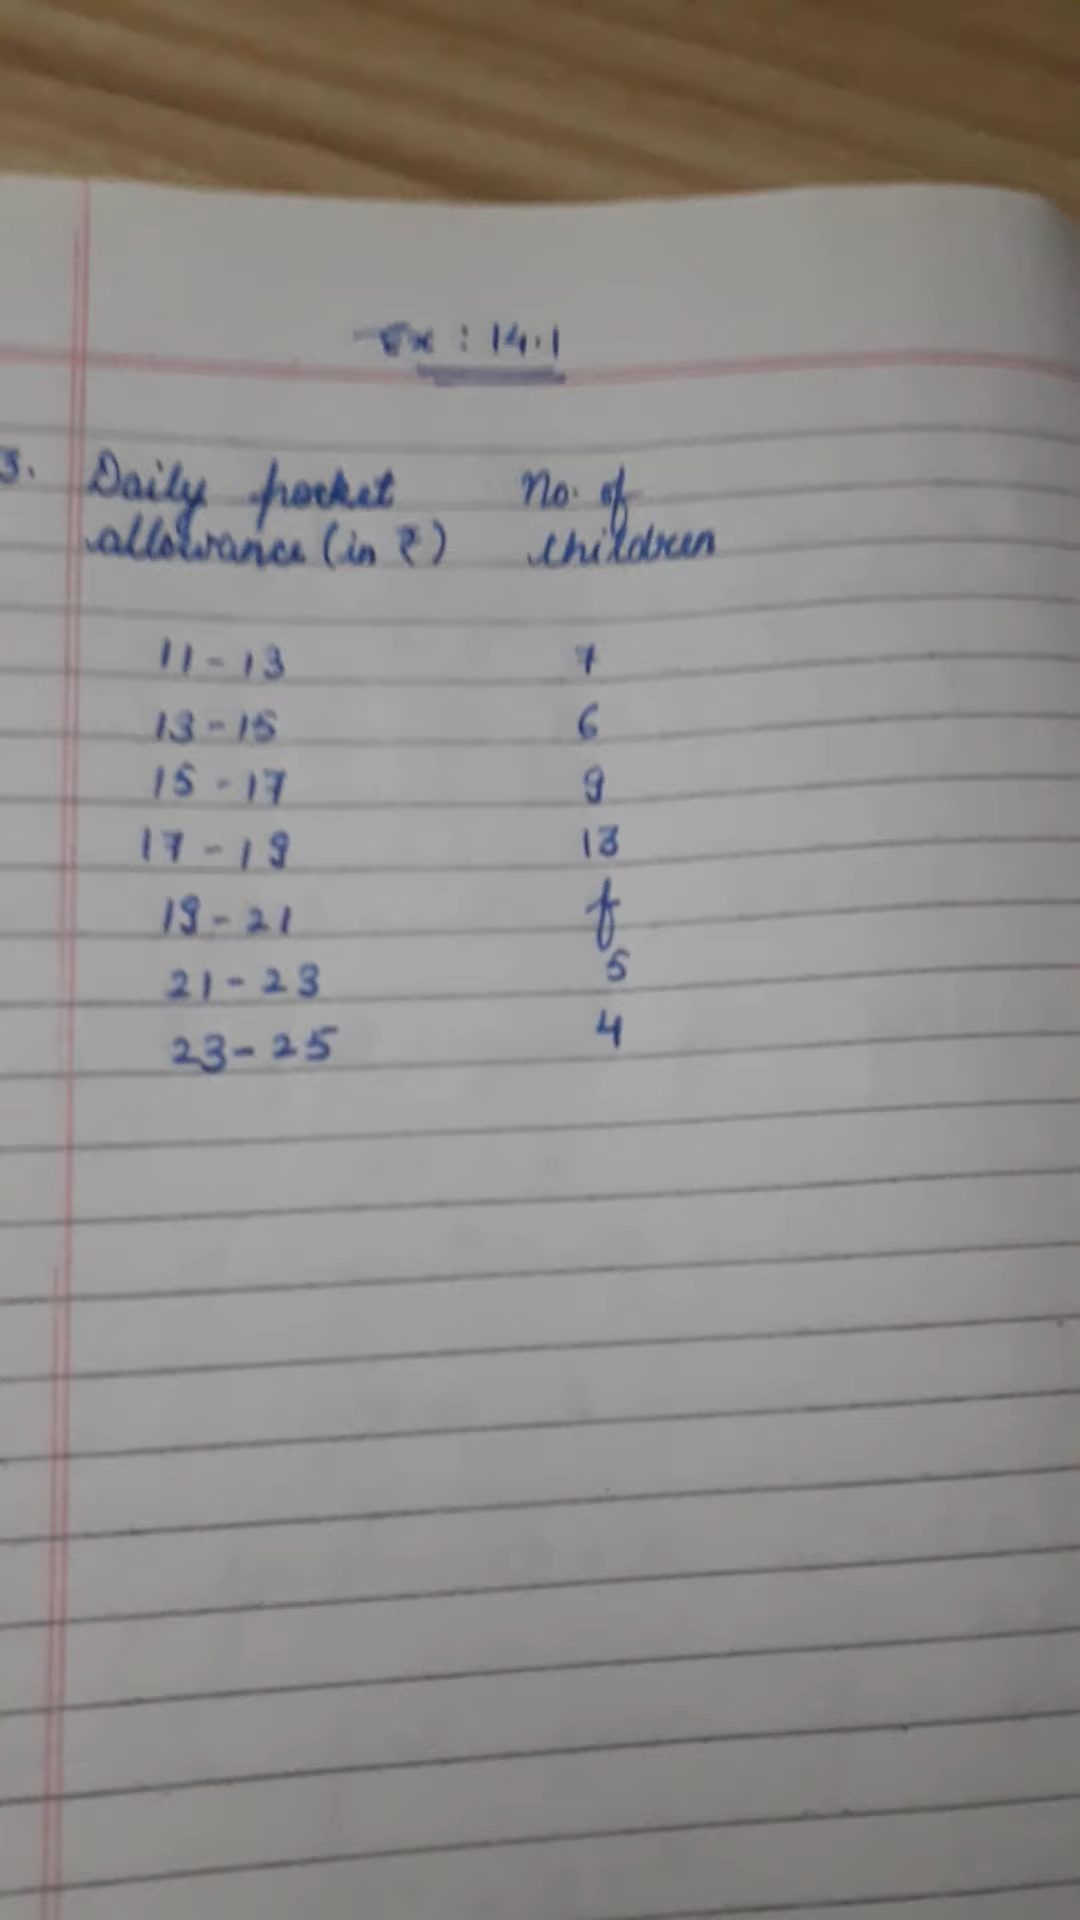 Ex : 14.1
3. Daily pocket No. of
allowance (in ₹) children
11 - 13 7
13 - 15 6
15 - 17 9
17 - 19 13
19 - 21 f
21 - 23 5
23 - 25 4